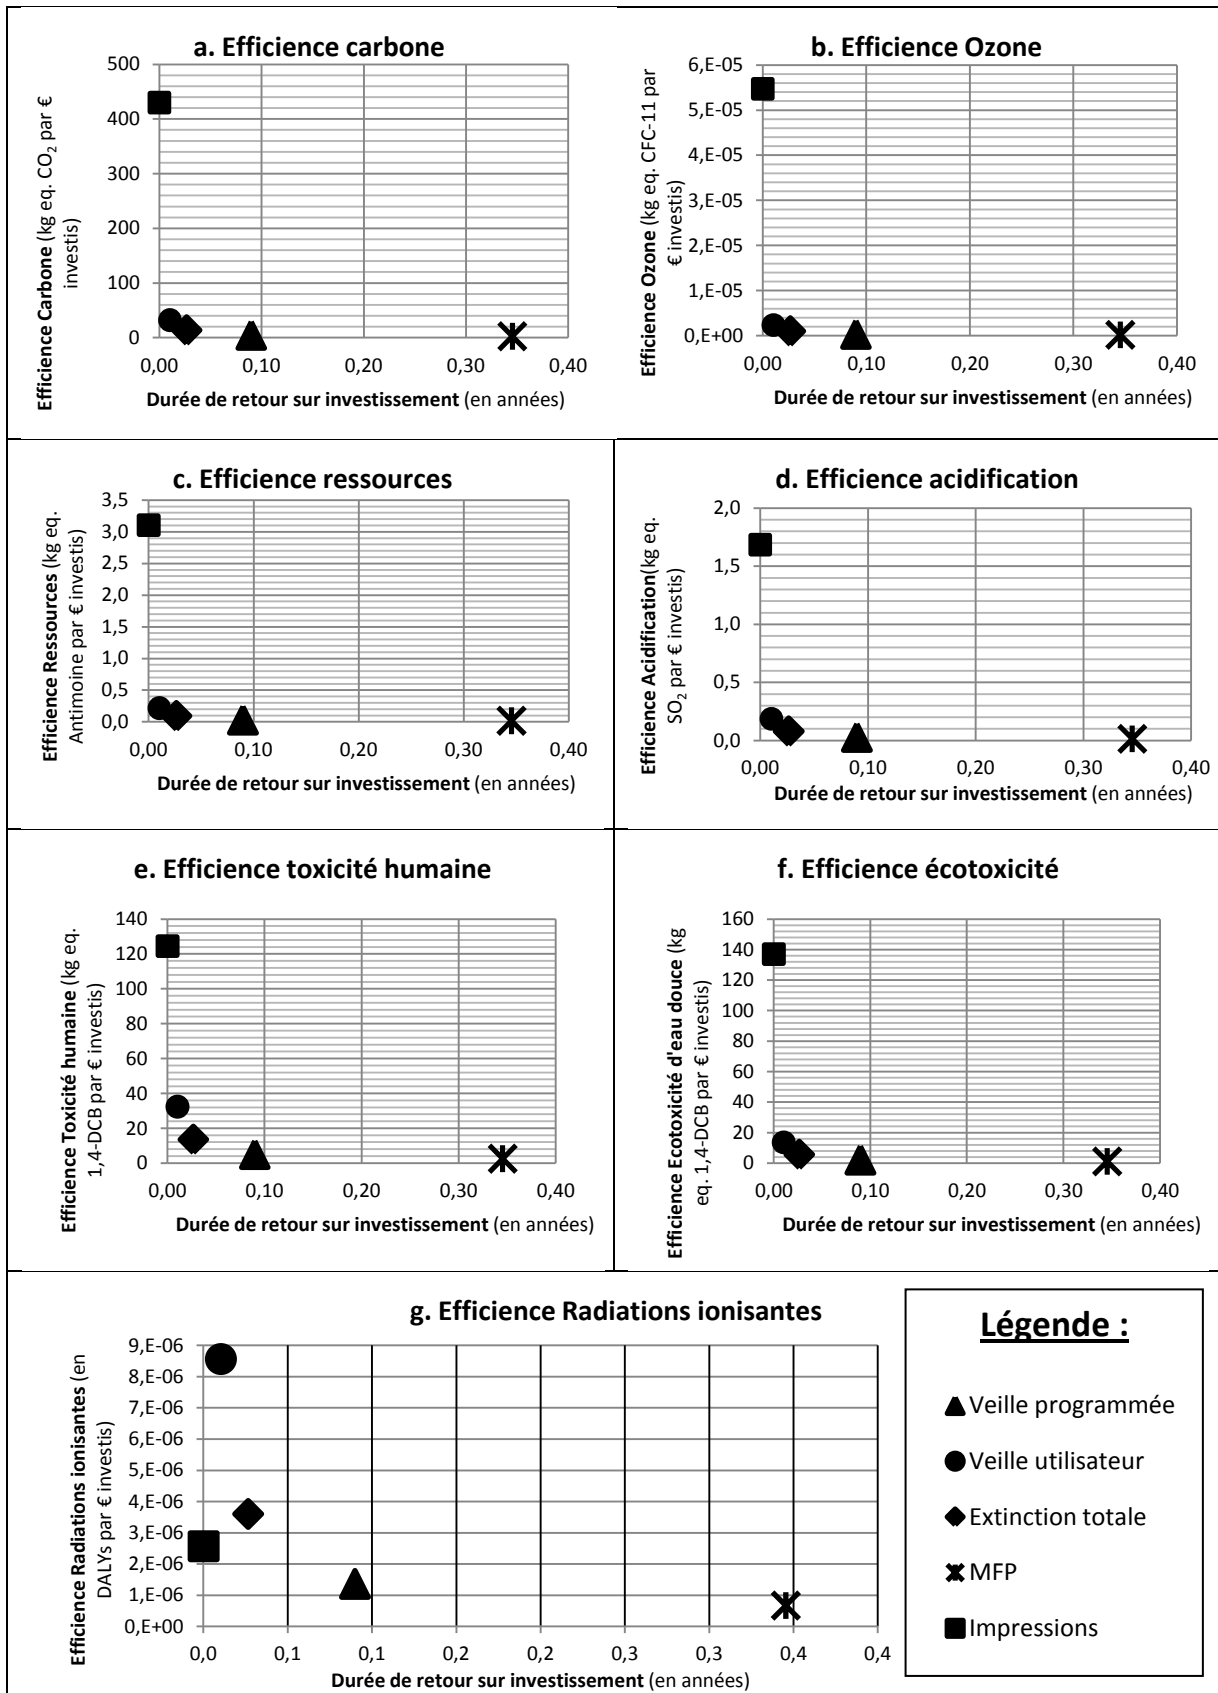 a. Efficience carbone
Efficience Carbone (kg eq. CO2 par €
investis)
500
400
300
200
100
0
0,00 0,10 0,20 0,30 0,40
Durée de retour sur investissement (en années)
b. Efficience Ozone
Efficience Ozone (kg eq. CFC-11 par
€ investis)
6,E-05
5,E-05
4,E-05
3,E-05
2,E-05
1,E-05
0,E+00
0,00 0,10 0,20 0,30 0,40
Durée de retour sur investissement (en années)
c. Efficience ressources
Efficience Ressources (kg eq.
Antimoine par € investis)
3,5
3,0
2,5
2,0
1,5
1,0
0,5
0,0
0,00 0,10 0,20 0,30 0,40
Durée de retour sur investissement (en années)
d. Efficience acidification
Efficience Acidification(kg eq.
SO2 par € investis)
2,0
1,5
1,0
0,5
0,0
0,00 0,10 0,20 0,30 0,40
Durée de retour sur investissement (en années)
e. Efficience toxicité humaine
Efficience Toxicité humaine (kg eq.
1,4-DCB par € investis)
140
120
100
80
60
40
20
0
0,00 0,10 0,20 0,30 0,40
Durée de retour sur investissement (en années)
f. Efficience écotoxicité
Efficience Ecotoxicité d'eau douce (kg
eq. 1,4-DCB par € investis)
160
140
120
100
80
60
40
20
0
0,00 0,10 0,20 0,30 0,40
Durée de retour sur investissement (en années)
g. Efficience Radiations ionisantes
Efficience Radiations ionisantes (en
DALYs par € investis)
9,E-06
8,E-06
7,E-06
6,E-06
5,E-06
4,E-06
3,E-06
2,E-06
1,E-06
0,E+00
0,0 0,1 0,1 0,2 0,2 0,3 0,3 0,4 0,4
Durée de retour sur investissement (en années)
Légende :
Veille programmée
Veille utilisateur
Extinction totale
MFP
Impressions